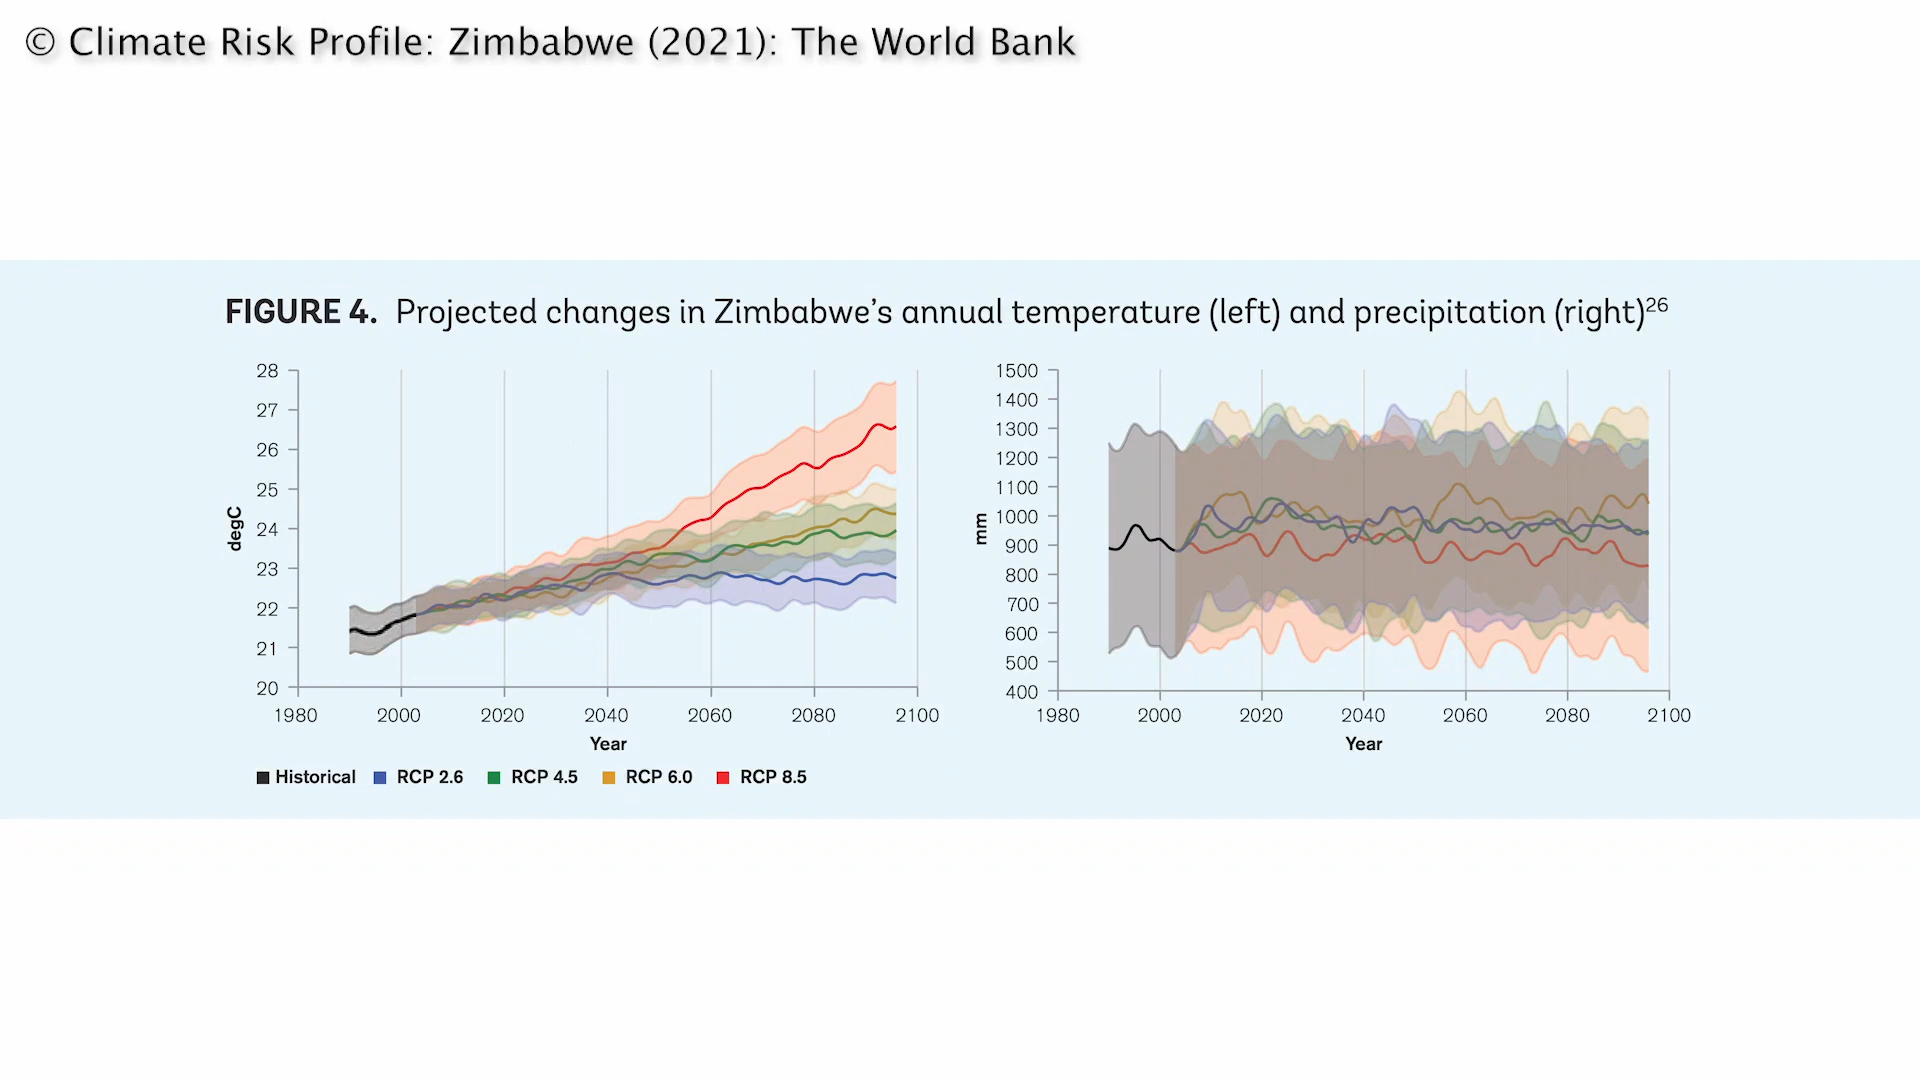 © Climate Risk Profile: Zimbabwe (2021): The World Bank
FIGURE 4. Projected changes in Zimbabwe’s annual temperature (left) and precipitation (right)26
28
27
26
25
24
23
22
21
20
degC
1980 2000 2020 2040 2060 2080 2100
Year
1500
1400
1300
1200
1100
1000
900
800
700
600
500
400
mm
1980 2000 2020 2040 2060 2080 2100
Year
Historical RCP 2.6 RCP 4.5 RCP 6.0 RCP 8.5